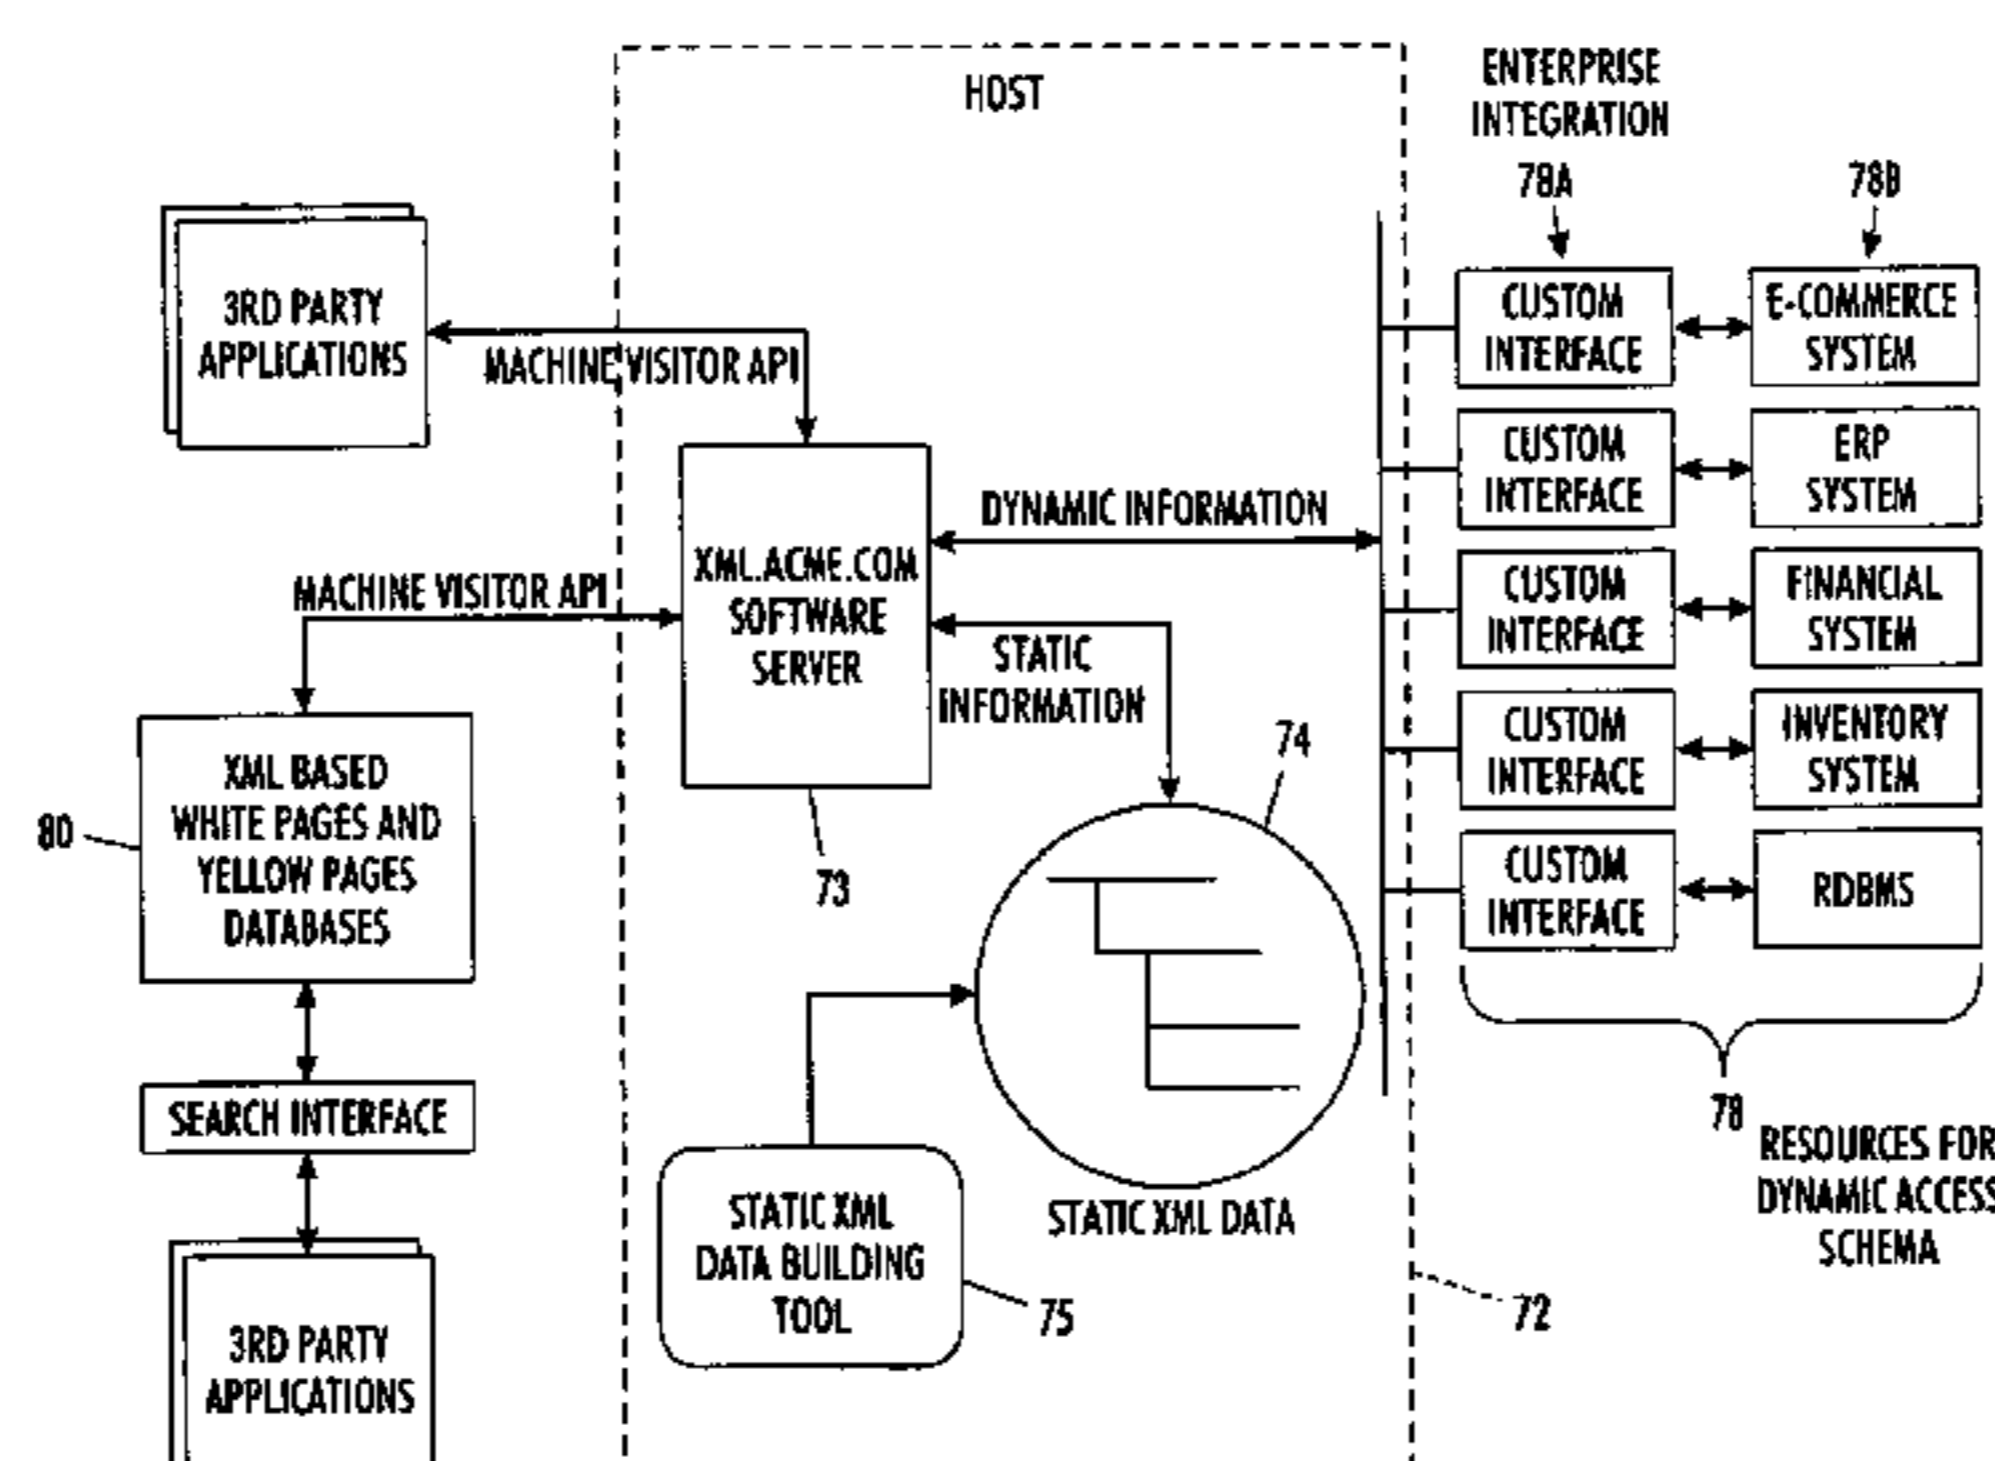 HOST
ENTERPRISE
INTEGRATION
78A
78B
3RD PARTY
APPLICATIONS
MACHINE VISITOR API
CUSTOM
INTERFACE
E-COMMERCE
SYSTEM
CUSTOM
INTERFACE
ERP
SYSTEM
DYNAMIC INFORMATION
XML.ACME.COM
SOFTWARE
SERVER
MACHINE VISITOR API
STATIC
INFORMATION
CUSTOM
INTERFACE
FINANCIAL
SYSTEM
CUSTOM
INTERFACE
INVENTORY
SYSTEM
74
80
XML BASED
WHITE PAGES AND
YELLOW PAGES
DATABASES
73
CUSTOM
INTERFACE
RDBMS
78
SEARCH INTERFACE
RESOURCES FOR
DYNAMIC ACCESS
SCHEMA
STATIC XML
DATA BUILDING
TOOL
STATIC XML DATA
75
72
3RD PARTY
APPLICATIONS